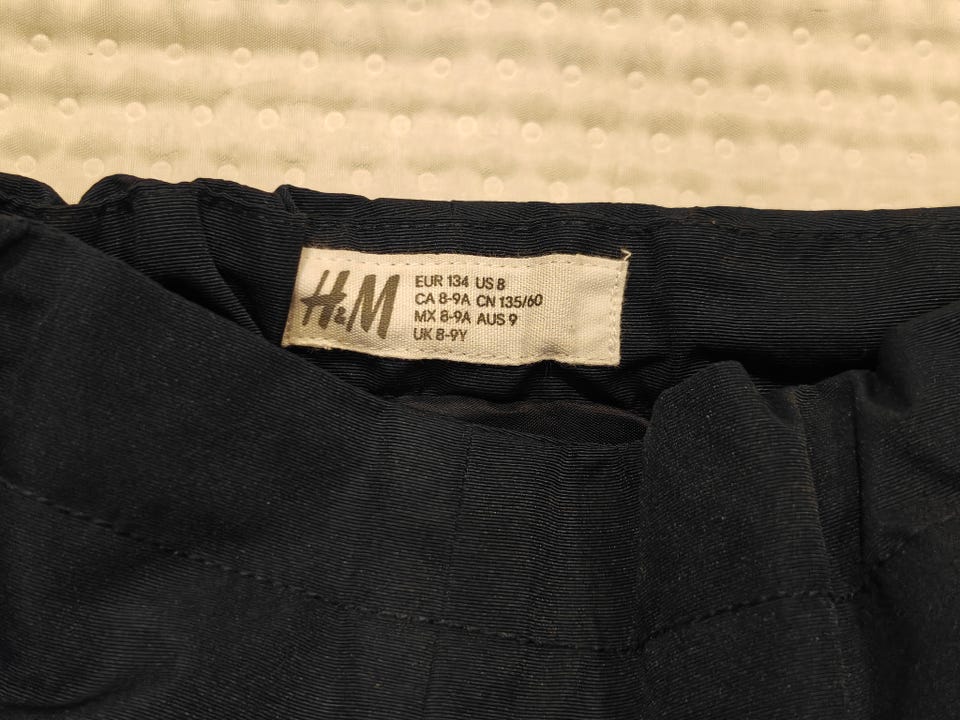 H&M
EUR 134 US 8
CA 8-9A CN 135/60
MX 8-9A AUS 9
UK 8-9Y